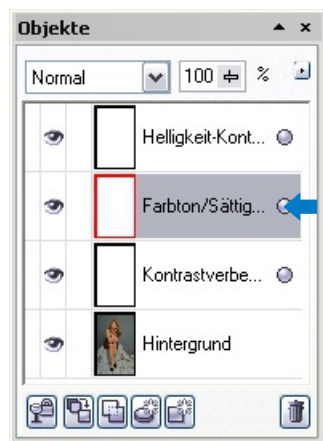 Objekte
Normal 100 %
Helligkeit-Kont...
Farbton/Sättig...
Kontrastverbe...
Hintergrund